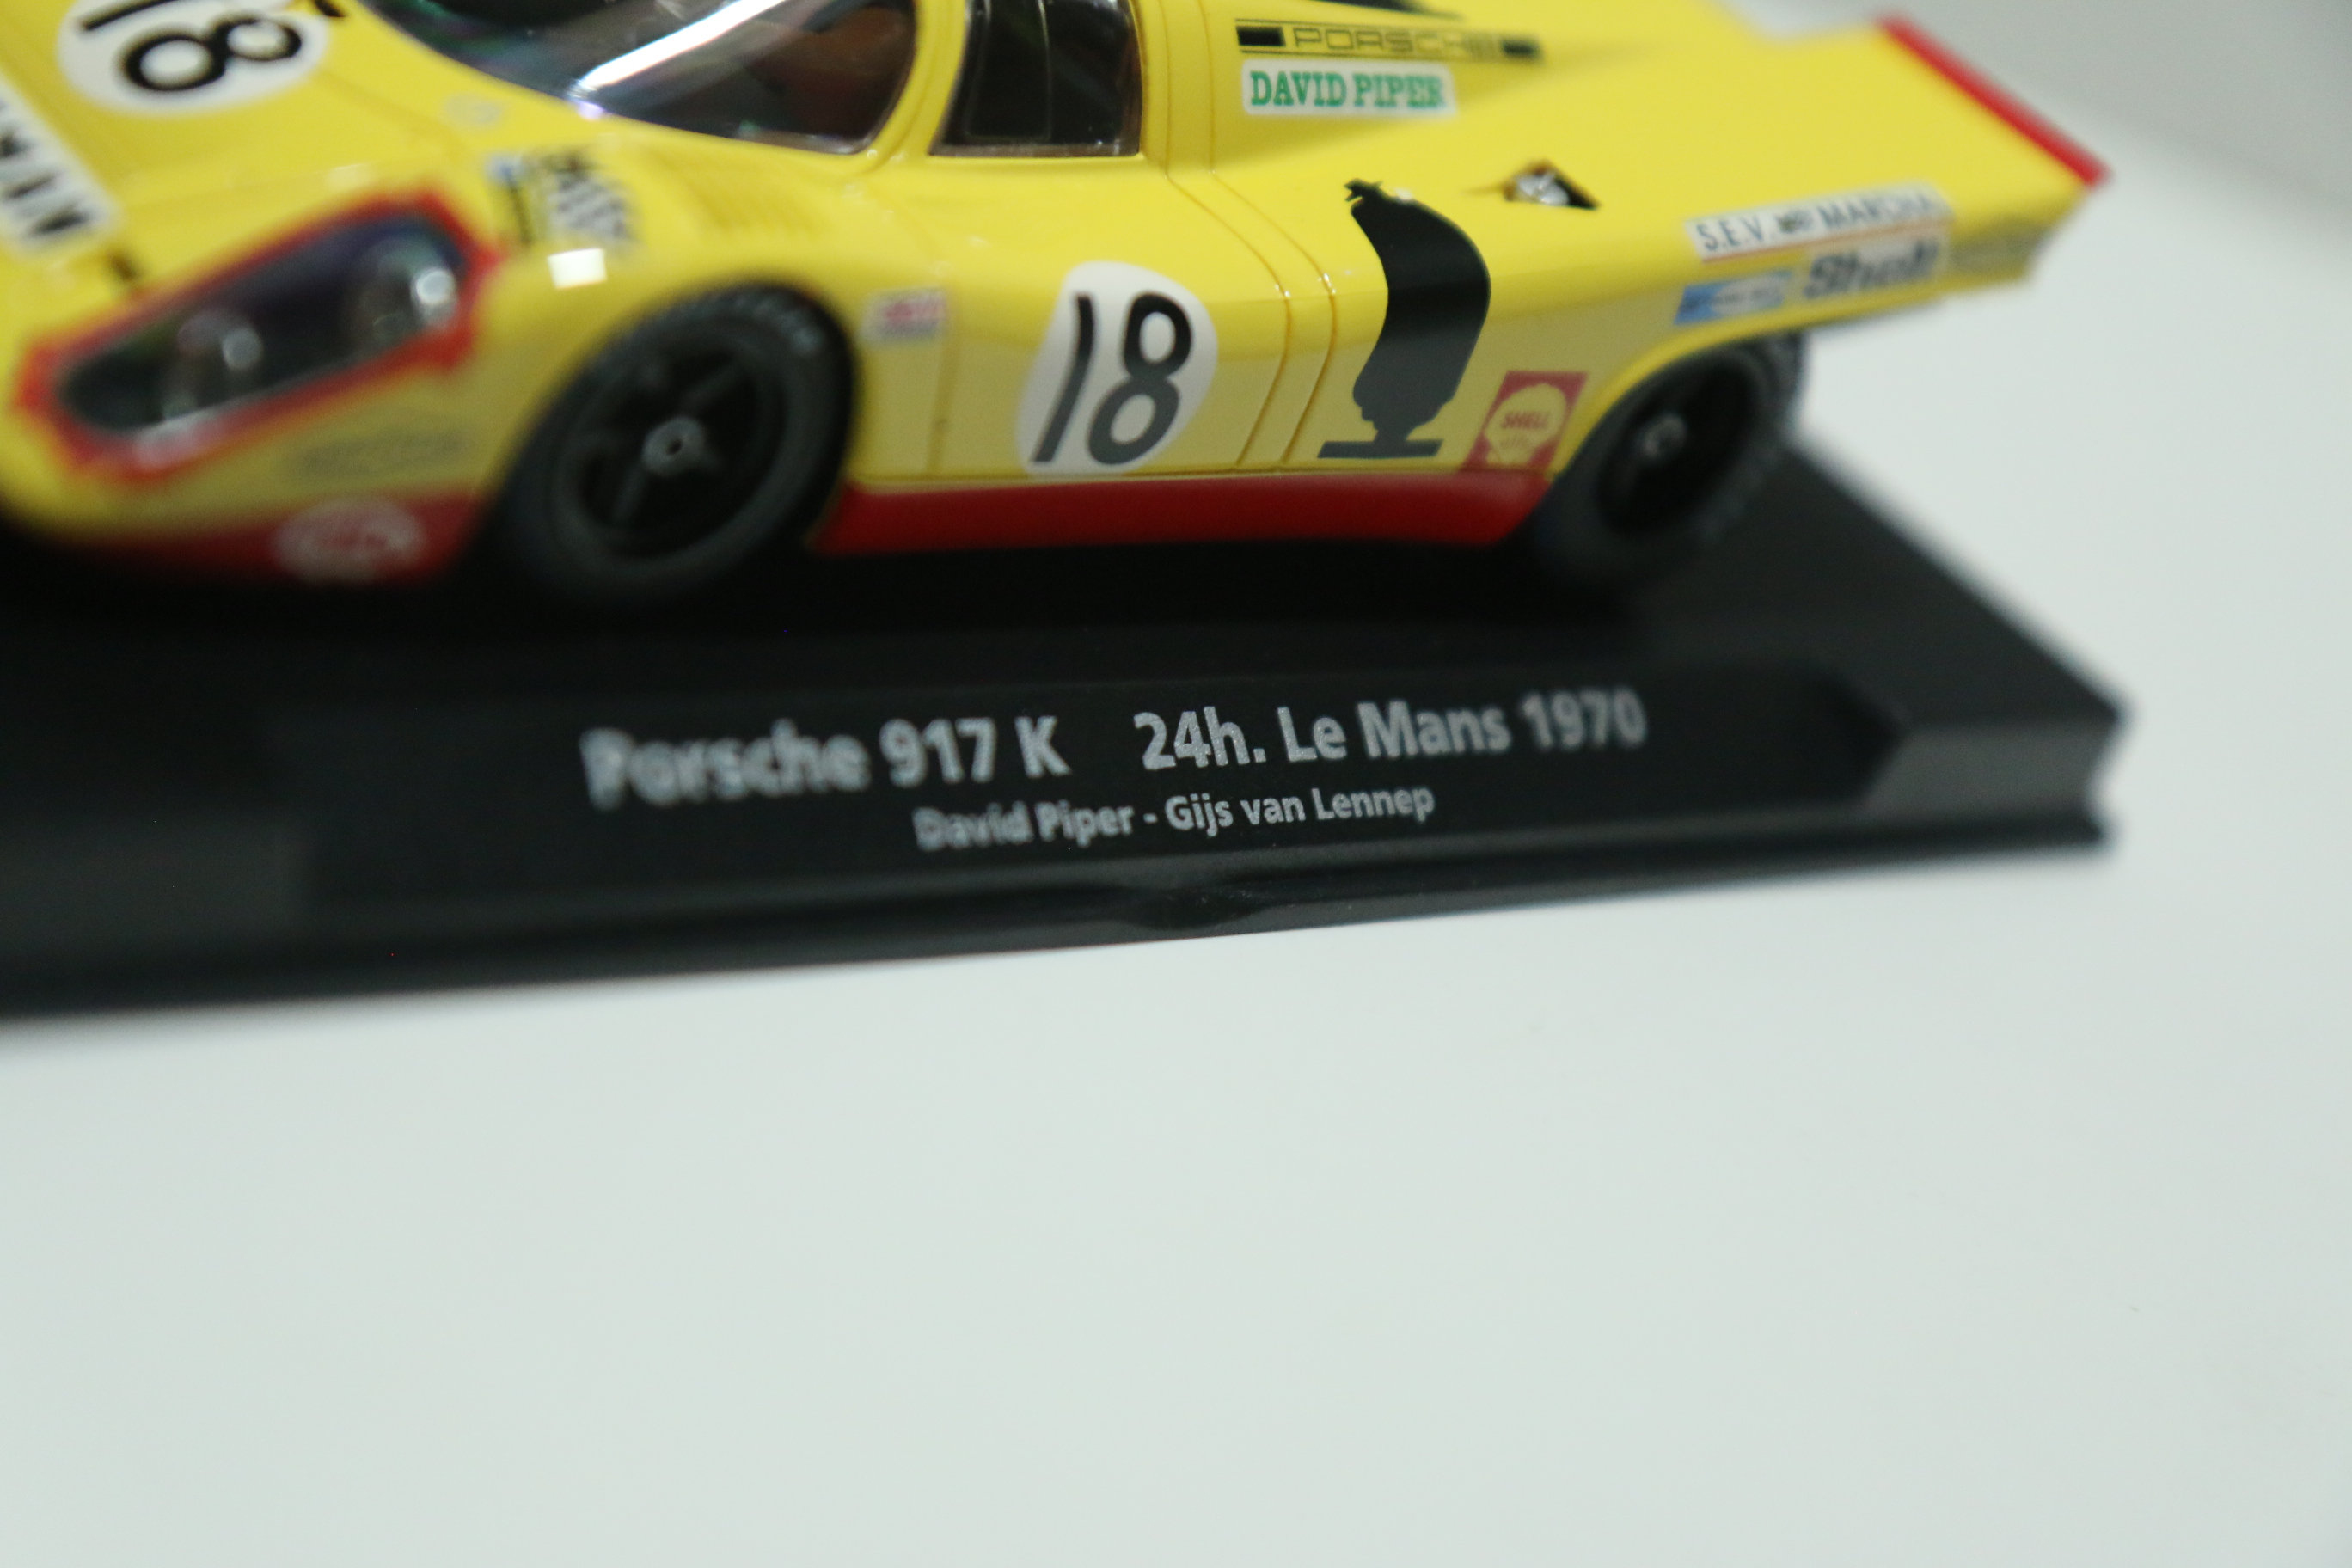 18
PORSCHE
DAVID PIPER
S.E.V. MARCHAL
Shell
18
SHELL
Porsche 917 K 24h. Le Mans 1970
David Piper - Gijs van Lennep